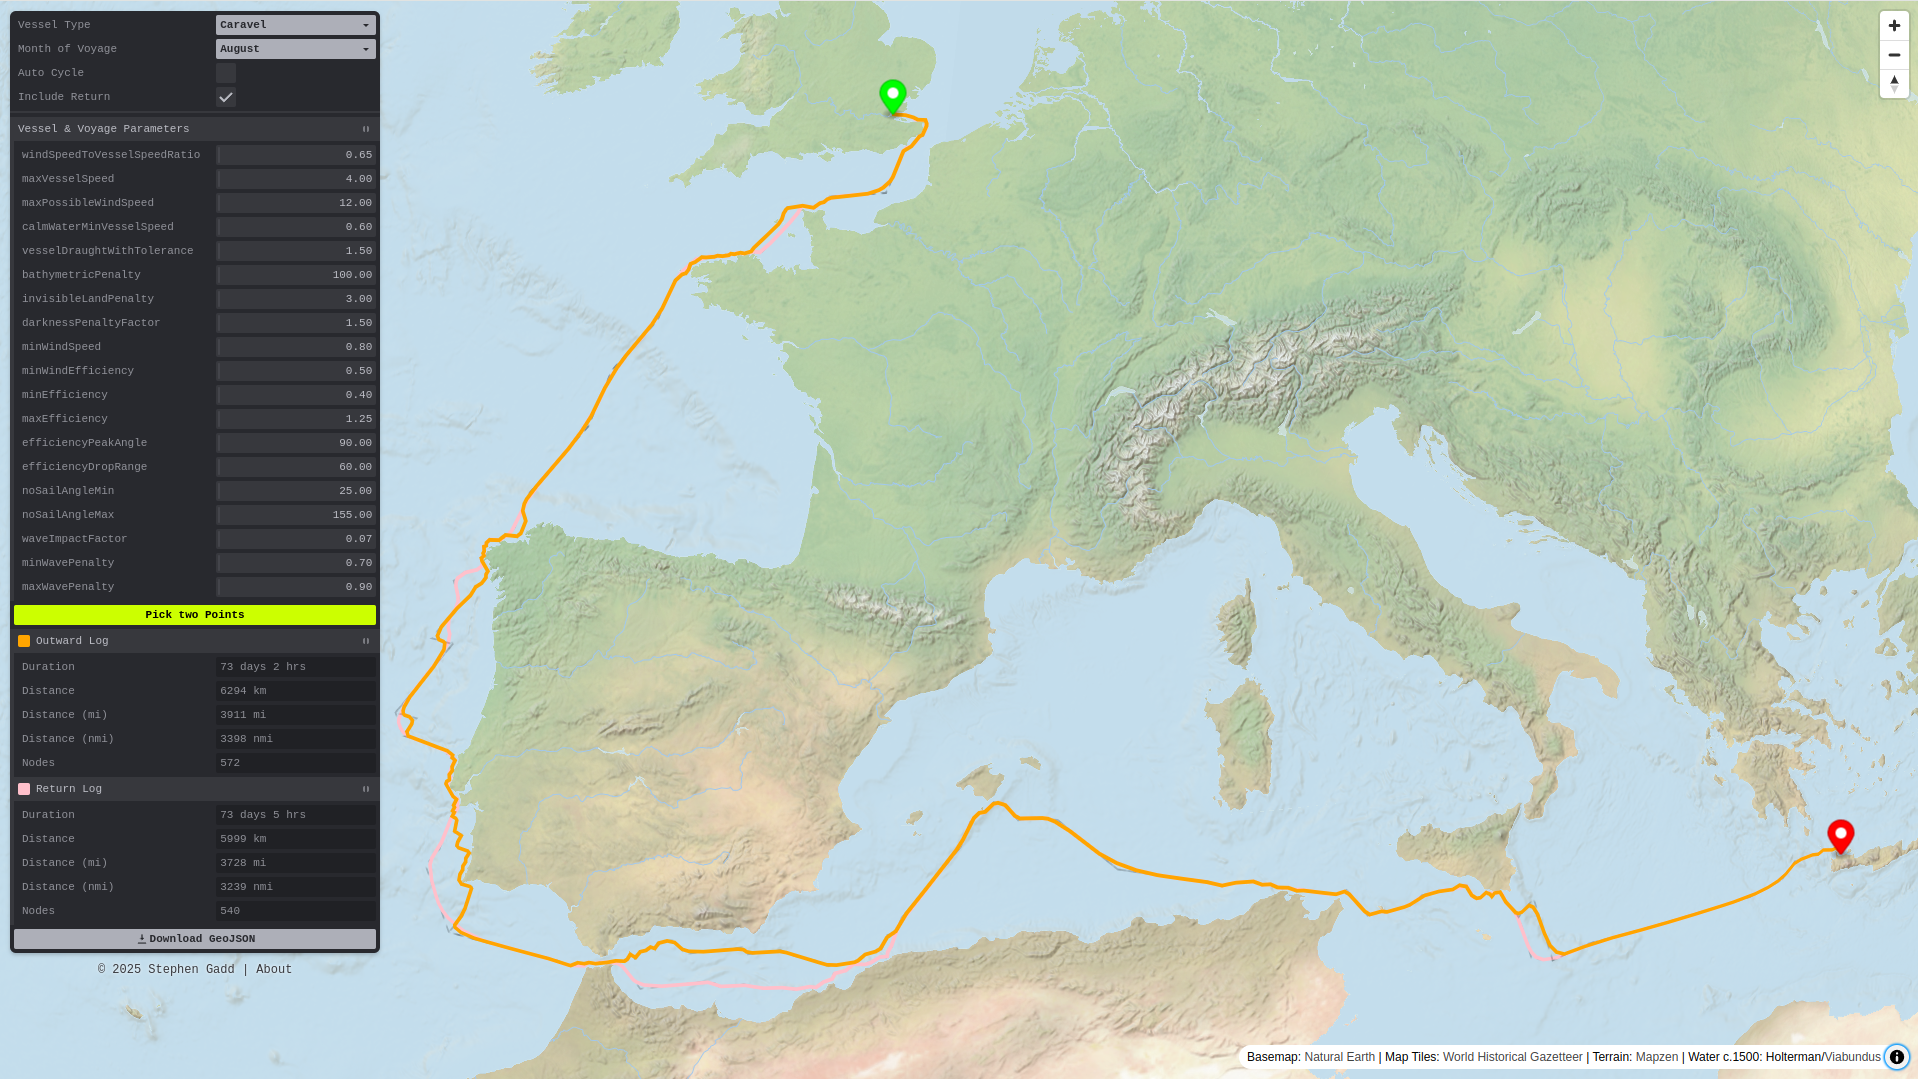 Vessel Type Caravel
Month of Voyage August
Auto Cycle
Include Return
Vessel & Voyage Parameters
windSpeedToVesselSpeedRatio 0.65
maxVesselSpeed 4.00
maxPossibleWindSpeed 12.00
calmWaterMinVesselSpeed 0.60
vesselDraughtWithTolerance 1.50
bathymetricPenalty 100.00
invisibleLandPenalty 3.00
darknessPenaltyFactor 1.50
minWindSpeed 0.80
minWindEfficiency 0.50
minEfficiency 0.40
maxEfficiency 1.25
efficiencyPeakAngle 90.00
efficiencyDropRange 60.00
noSailAngleMin 25.00
noSailAngleMax 155.00
waveImpactFactor 0.07
minWavePenalty 0.70
maxWavePenalty 0.90
Pick two Points
Outward Log
Duration 73 days 2 hrs
Distance 6294 km
Distance (mi) 3911 mi
Distance (nmi) 3398 nmi
Nodes 572
Return Log
Duration 73 days 5 hrs
Distance 5999 km
Distance (mi) 3728 mi
Distance (nmi) 3239 nmi
Nodes 540
Download GeoJSON
© 2025 Stephen Gadd | About
Basemap: Natural Earth | Map Tiles: World Historical Gazetteer | Terrain: Mapzen | Water c.1500: Holterman/Viabundus